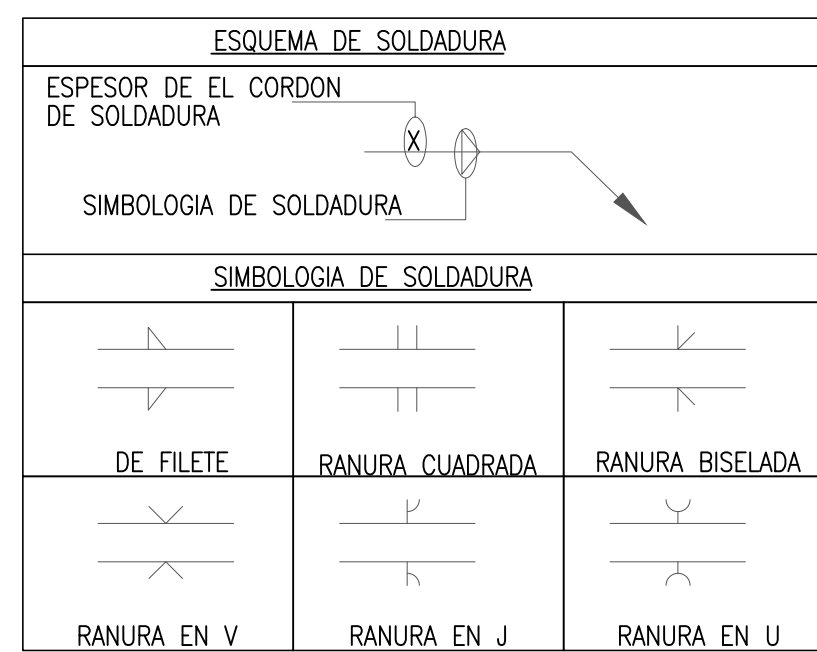 ESQUEMA DE SOLDADURA
ESPESOR DE EL CORDON
DE SOLDADURA
X
SIMBOLOGIA DE SOLDADURA
SIMBOLOGIA DE SOLDADURA
DE FILETE
RANURA CUADRADA
RANURA BISELADA
RANURA EN V
RANURA EN J
RANURA EN U